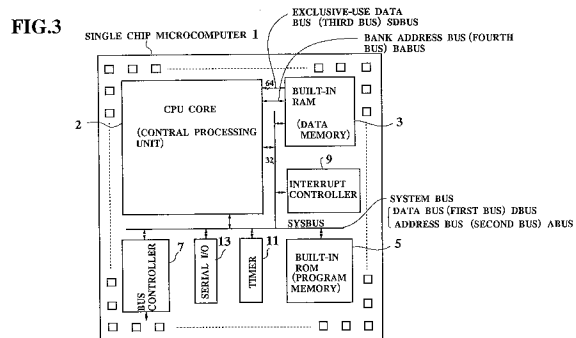 FIG.3
EXCLUSIVE-USE DATA
BUS (THIRD BUS) SDBUS
SINGLE CHIP MICROCOMPUTER 1
BANK ADDRESS BUS (FOURTH
BUS) BABUS
64
CPU CORE
(CONTRAL PROCESSING
UNIT)
2
BUILT-IN
RAM
(DATA
MEMORY)
3
32
9
INTERRUPT
CONTROLLER
SYSTEM BUS
DATA BUS (FIRST BUS) DBUS
ADDRESS BUS (SECOND BUS) ABUS
SYSBUS
7
BUS
CONTROLLER
13
SERIAL I/O
11
TIMER
5
BUILT-IN
ROM
(PROGRAM
MEMORY)